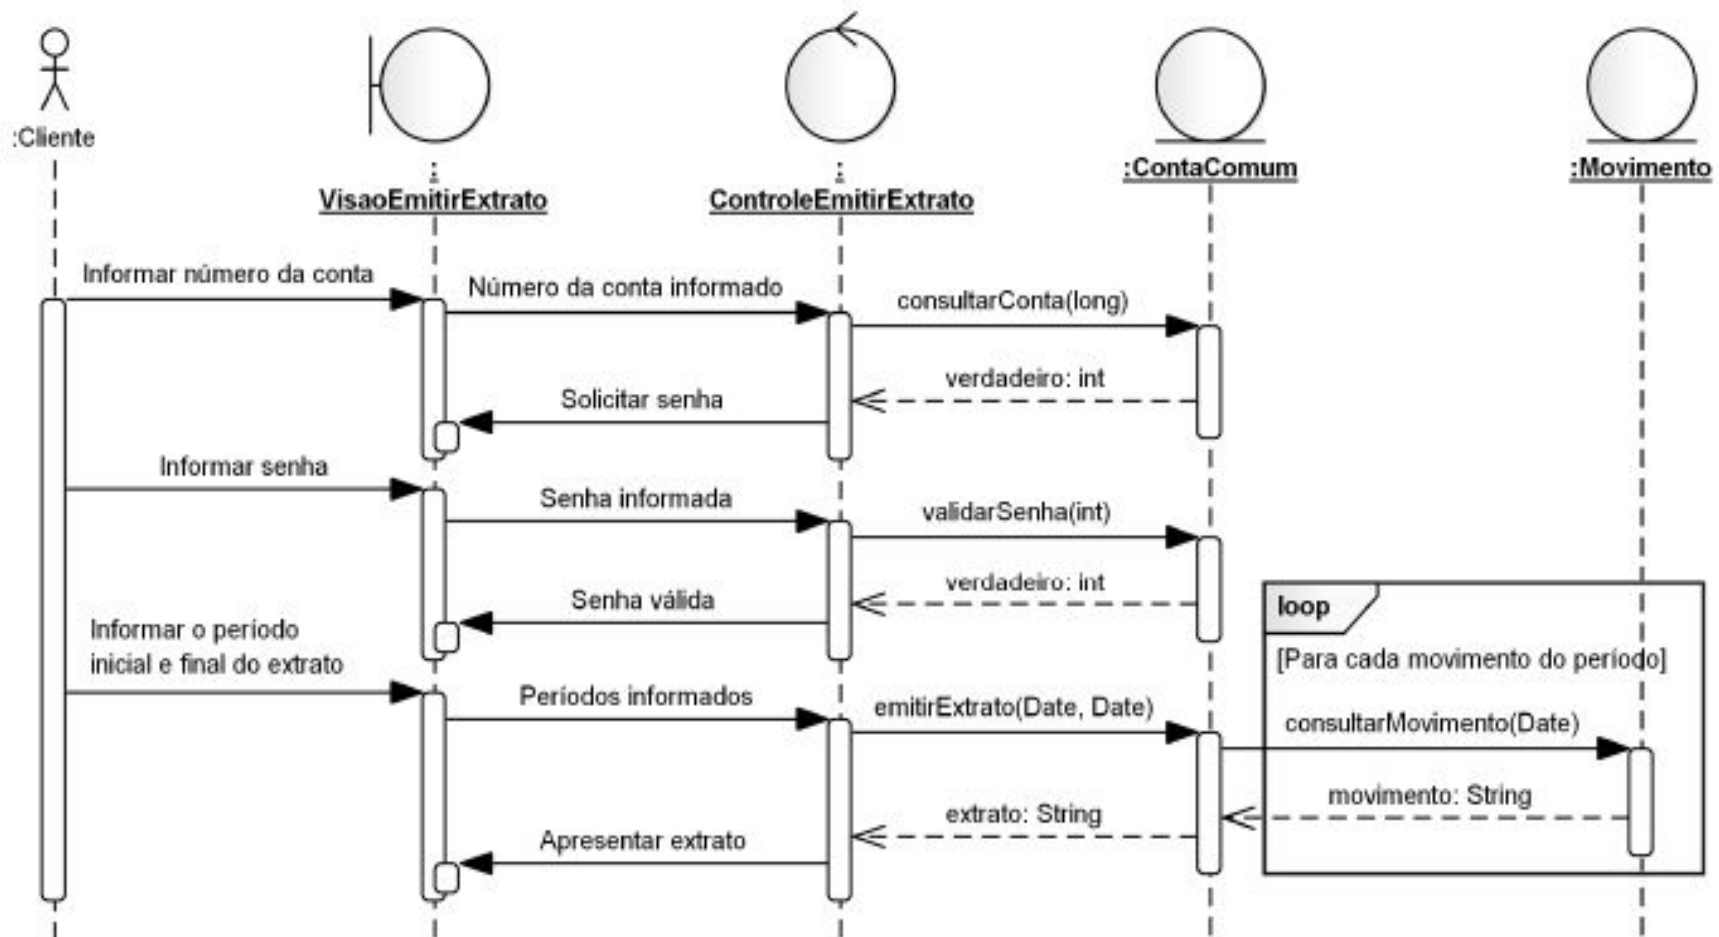 :Cliente
:
VisaoEmitirExtrato
:
ControleEmitirExtrato
:ContaComum
:Movimento
Informar número da conta
Número da conta informado
consultarConta(long)
verdadeiro: int
Solicitar senha
Informar senha
Senha informada
validarSenha(int)
verdadeiro: int
Senha válida
loop
[Para cada movimento do período]
Informar o período
inicial e final do extrato
Períodos informados
emitirExtrato(Date, Date)
consultarMovimento(Date)
movimento: String
extrato: String
Apresentar extrato